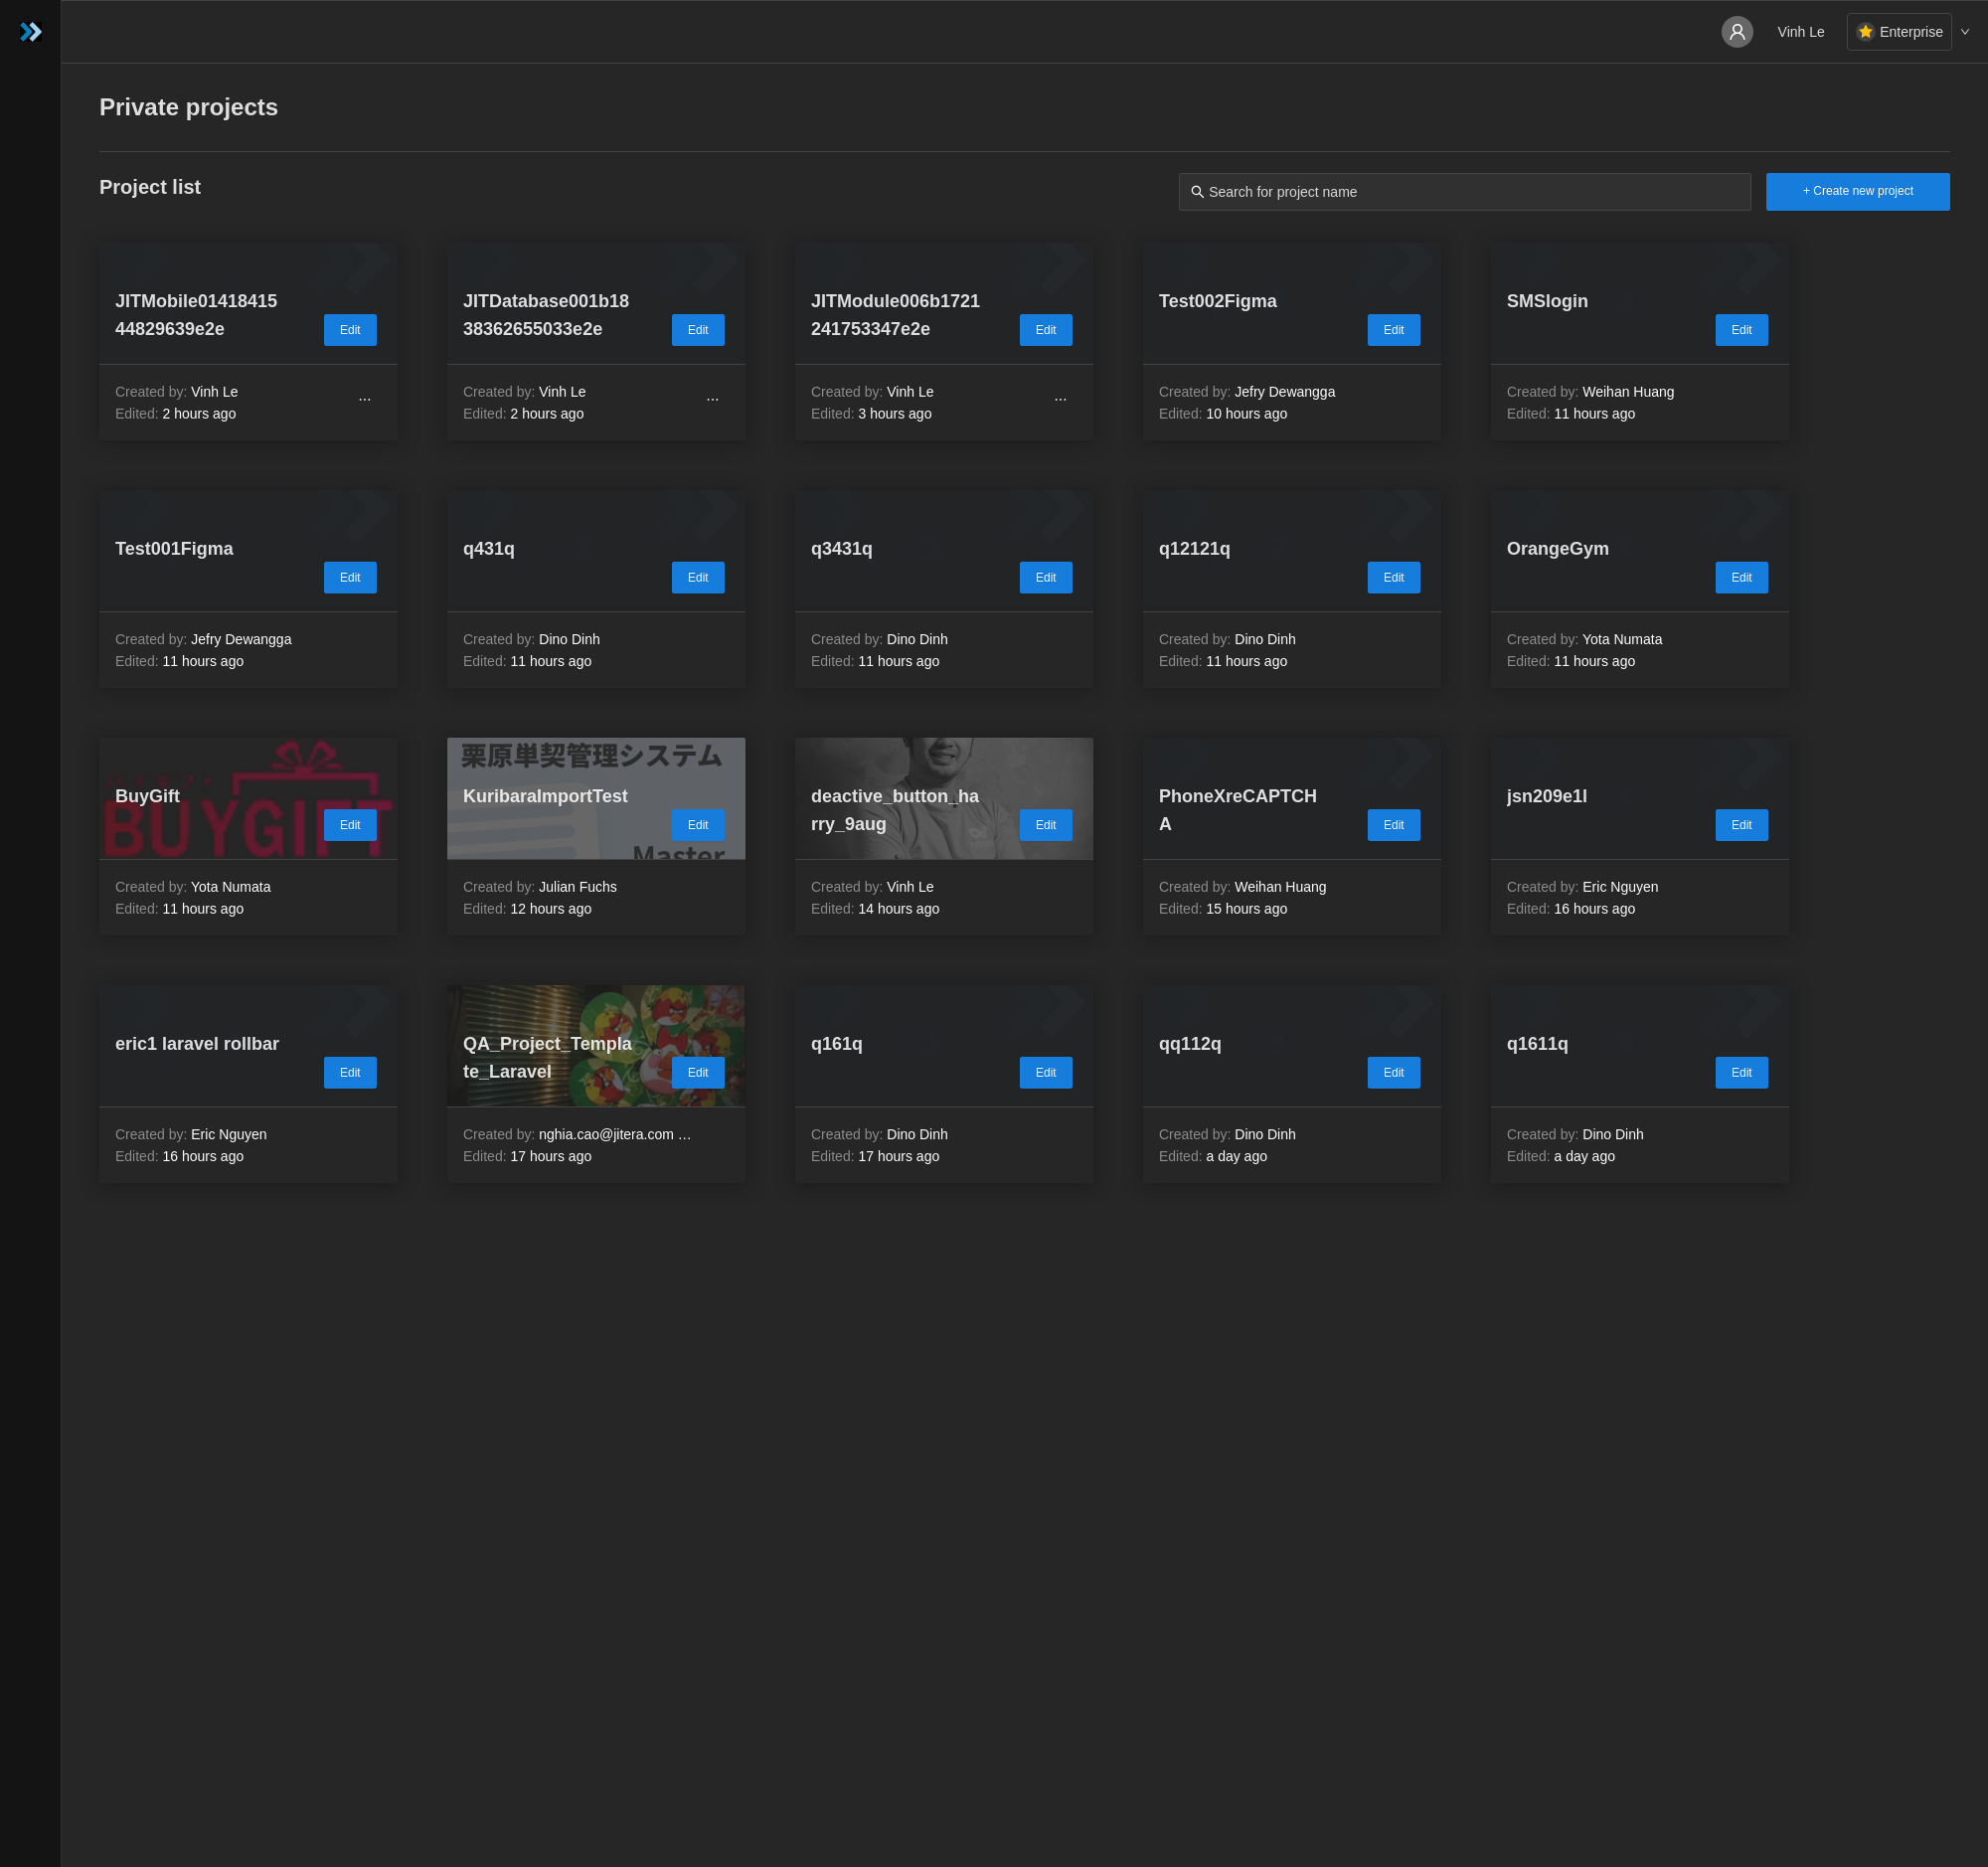 Vinh Le
Enterprise
Private projects
Project list
Search for project name
+ Create new project
JITMobile01418415
44829639e2e
Edit
Created by: Vinh Le
...
Edited: 2 hours ago
JITDatabase001b18
38362655033e2e
Edit
Created by: Vinh Le
...
Edited: 2 hours ago
JITModule006b1721
241753347e2e
Edit
Created by: Vinh Le
...
Edited: 3 hours ago
Test002Figma
Edit
Created by: Jefry Dewangga
Edited: 10 hours ago
SMSlogin
Edit
Created by: Weihan Huang
Edited: 11 hours ago
Test001Figma
Edit
Created by: Jefry Dewangga
Edited: 11 hours ago
q431q
Edit
Created by: Dino Dinh
Edited: 11 hours ago
q3431q
Edit
Created by: Dino Dinh
Edited: 11 hours ago
q12121q
Edit
Created by: Dino Dinh
Edited: 11 hours ago
OrangeGym
Edit
Created by: Yota Numata
Edited: 11 hours ago
BuyGift
BUYGIFT
Edit
Created by: Yota Numata
Edited: 11 hours ago
栗原単契管理システム
KuribaraImportTest
Edit
Master
Created by: Julian Fuchs
Edited: 12 hours ago
deactive_button_ha
rry_9aug
Edit
Created by: Vinh Le
Edited: 14 hours ago
PhoneXreCAPTCH
A
Edit
Created by: Weihan Huang
Edited: 15 hours ago
jsn209e1l
Edit
Created by: Eric Nguyen
Edited: 16 hours ago
eric1 laravel rollbar
Edit
Created by: Eric Nguyen
Edited: 16 hours ago
QA_Project_Templa
te_Laravel
Edit
Created by: nghia.cao@jitera.com …
Edited: 17 hours ago
q161q
Edit
Created by: Dino Dinh
Edited: 17 hours ago
qq112q
Edit
Created by: Dino Dinh
Edited: a day ago
q1611q
Edit
Created by: Dino Dinh
Edited: a day ago